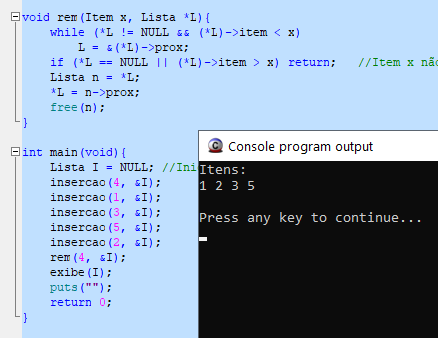 void rem(Item x, Lista *L){
while (*L != NULL && (*L)->item < x)
L = &(*L)->prox;
if (*L == NULL || (*L)->item > x) return; //Item x não
Lista n = *L;
*L = n->prox;
free(n);
}
int main(void){
Lista I = NULL; //Ini
insercao(4, &I);
insercao(1, &I);
insercao(3, &I);
insercao(5, &I);
insercao(2, &I);
rem(4, &I);
exibe(I);
puts("");
return 0;
}
Console program output
Itens:
1 2 3 5
Press any key to continue...